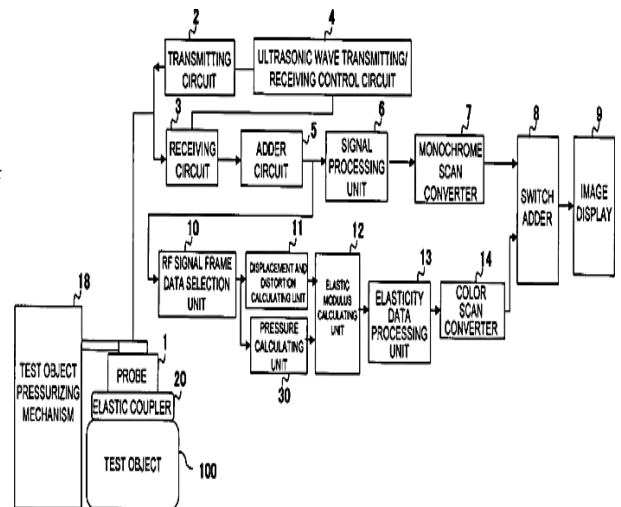 2
4
TRANSMITTING
CIRCUIT
ULTRASONIC WAVE TRANSMITTING/
RECEIVING CONTROL CIRCUIT
3
5
6
7
8
9
RECEIVING
CIRCUIT
ADDER
CIRCUIT
SIGNAL
PROCESSING
UNIT
MONOCHROME
SCAN
CONVERTER
SWITCH
ADDER
IMAGE
DISPLAY
10
11
12
13
14
RF SIGNAL FRAME
DATA SELECTION
UNIT
DISPLACEMENT AND
DISTORTION CALCULATING
UNIT
PRESSURE
CALCULATING
UNIT
30
ELASTIC
MODULUS
CALCULATING
UNIT
ELASTICITY
DATA
PROCESSING
UNIT
COLOR
SCAN
CONVERTER
18
TEST OBJECT
PRESSURIZING
MECHANISM
1
PROBE
20
ELASTIC COUPLER
TEST OBJECT
100